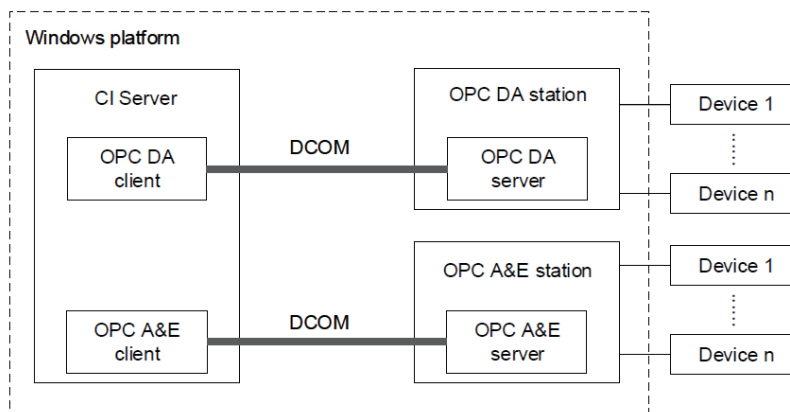 Windows platform
CI Server
OPC DA
client
DCOM
OPC DA station
OPC DA
server
Device 1
Device n
OPC A&E
client
DCOM
OPC A&E station
OPC A&E
server
Device 1
Device n